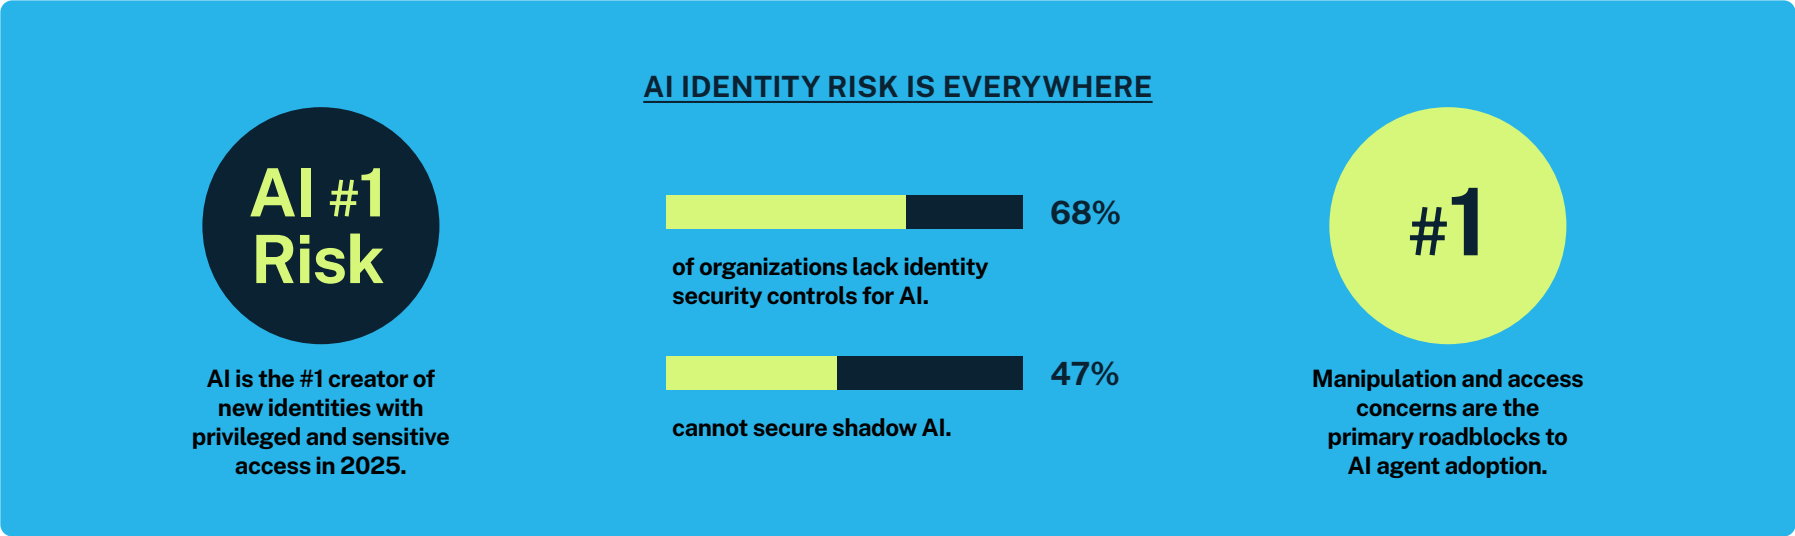 AI IDENTITY RISK IS EVERYWHERE
AI #1
Risk
AI is the #1 creator of
new identities with
privileged and sensitive
access in 2025.
68%
of organizations lack identity
security controls for AI.
47%
cannot secure shadow AI.
#1
Manipulation and access
concerns are the
primary roadblocks to
AI agent adoption.